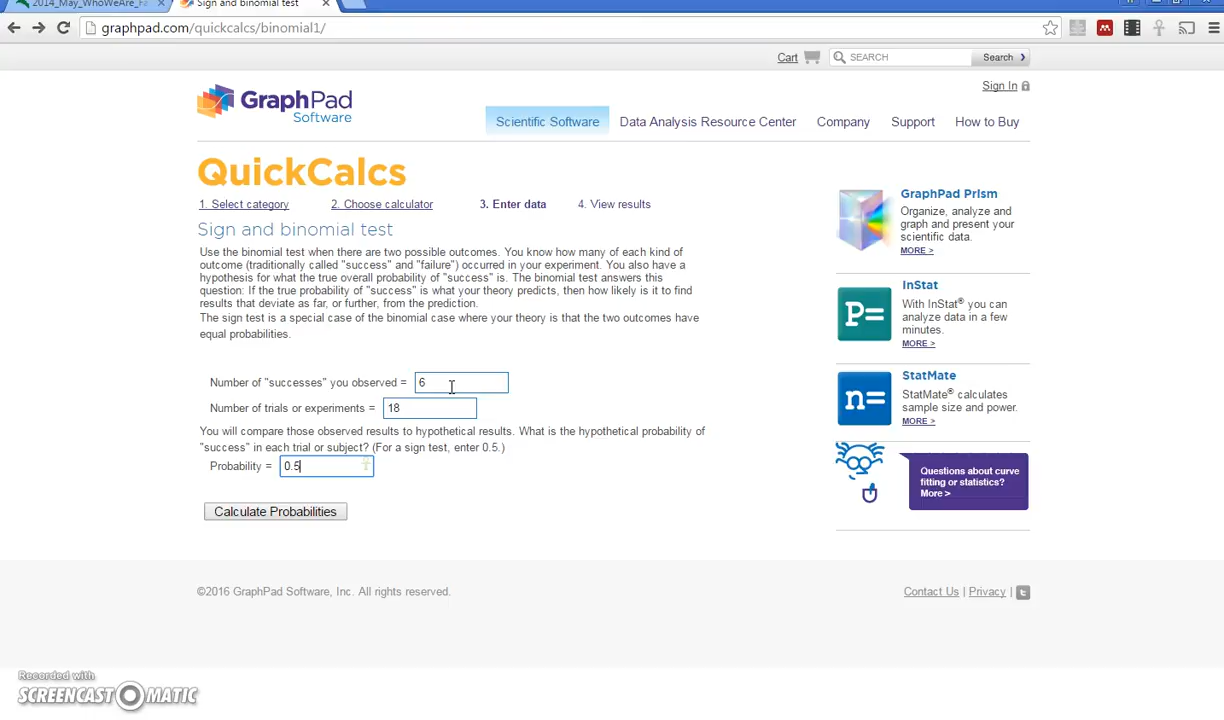 2014_May_WhoWeAre_Fa
Sign and binomial test
graphpad.com/quickcalcs/binomial1/
Cart
SEARCH
Search
Sign In
GraphPad
Software
Scientific Software
Data Analysis Resource Center
Company
Support
How to Buy
QuickCalcs
1. Select category
2. Choose calculator
3. Enter data
4. View results
Sign and binomial test
Use the binomial test when there are two possible outcomes. You know how many of each kind of
outcome (traditionally called "success" and "failure") occurred in your experiment. You also have a
hypothesis for what the true overall probability of "success" is. The binomial test answers this
question: If the true probability of "success" is what your theory predicts, then how likely is it to find
results that deviate as far, or further, from the prediction.
The sign test is a special case of the binomial case where your theory is that the two outcomes have
equal probabilities.
Number of "successes" you observed = 6
Number of trials or experiments = 18
You will compare those observed results to hypothetical results. What is the hypothetical probability of
"success" in each trial or subject? (For a sign test, enter 0.5.)
Probability = 0.5
Calculate Probabilities
GraphPad Prism
Organize, analyze and
graph and present your
scientific data.
MORE >
P=
InStat
With InStat® you can
analyze data in a few
minutes.
MORE >
n=
StatMate
StatMate® calculates
sample size and power.
MORE >
Questions about curve
fitting or statistics?
More >
©2016 GraphPad Software, Inc. All rights reserved.
Contact Us | Privacy |
Recorded with
SCREENCAST-O-MATIC